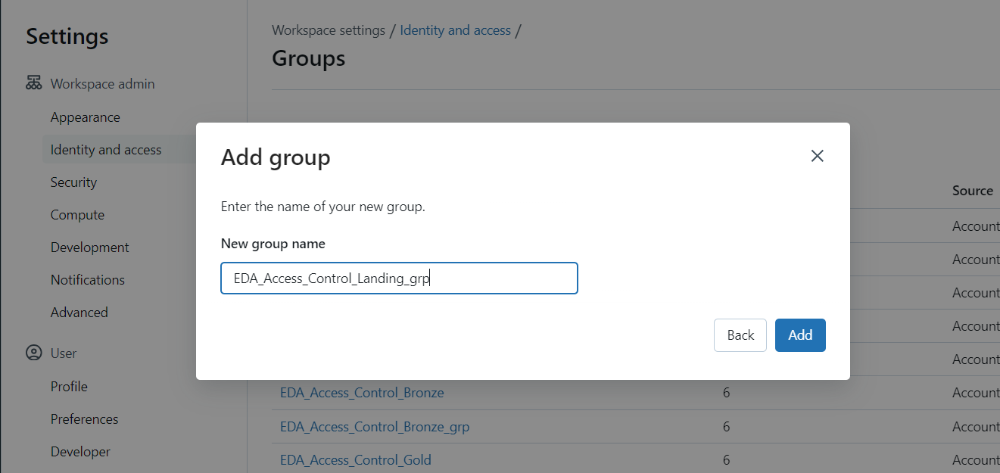 Settings
Workspace admin
Appearance
Identity and access
Security
Compute
Development
Notifications
Advanced
User
Profile
Preferences
Developer
Workspace settings / Identity and access /
Groups
Add group
Enter the name of your new group.
New group name
EDA_Access_Control_Landing_grp
Back Add
Source
Account
Account
Account
Account
Account
EDA_Access_Control_Bronze 6 Account
EDA_Access_Control_Bronze_grp 6 Account
EDA_Access_Control_Gold 6 Account